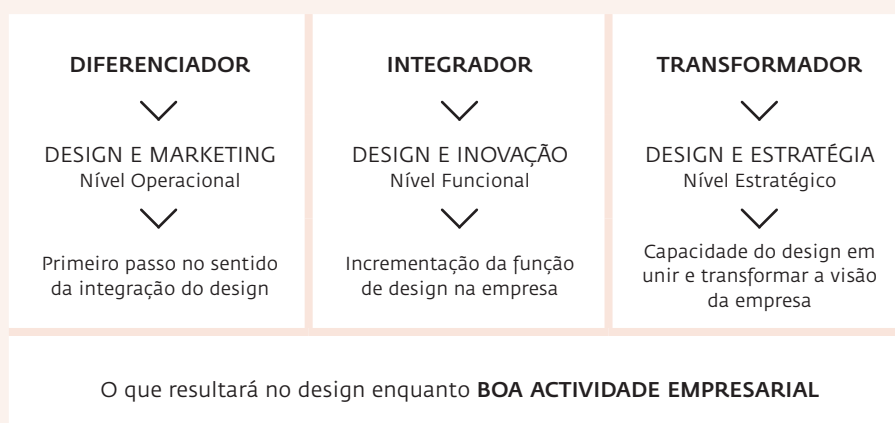 DIFERENCIADOR
DESIGN E MARKETING
Nível Operacional
Primeiro passo no sentido
da integração do design
INTEGRADOR
DESIGN E INOVAÇÃO
Nível Funcional
Incrementação da função
de design na empresa
TRANSFORMADOR
DESIGN E ESTRATÉGIA
Nível Estratégico
Capacidade do design em
unir e transformar a visão
da empresa
O que resultará no design enquanto BOA ACTIVIDADE EMPRESARIAL